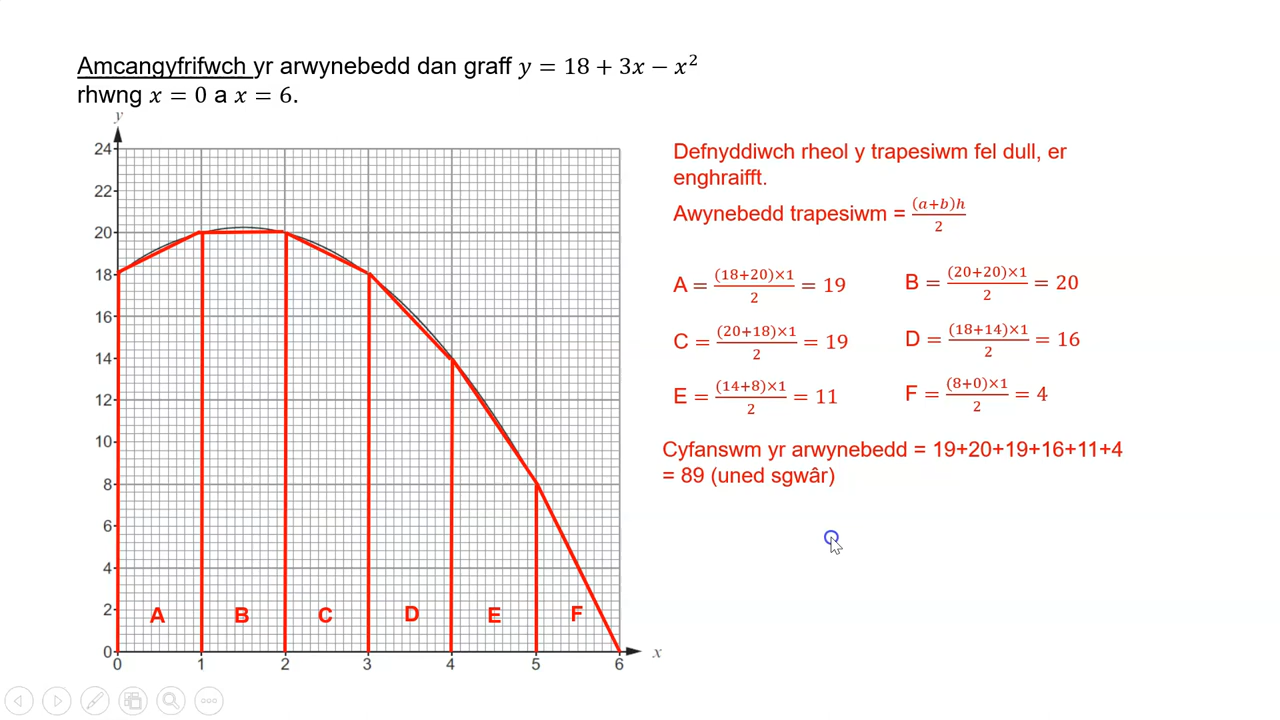 Amcangyfrifwch yr arwynebedd dan graff y = 18 + 3x − x²
rhwng x = 0 a x = 6.
y
24
22
20
18
16
14
12
10
8
6
4
2
0
A B C D E F
0 1 2 3 4 5 6 x
Defnyddiwch rheol y trapesiwm fel dull, er
enghraifft.
Awynebedd trapesiwm = (a+b)h/2
A = (18+20)×1/2 = 19 B = (20+20)×1/2 = 20
C = (20+18)×1/2 = 19 D = (18+14)×1/2 = 16
E = (14+8)×1/2 = 11 F = (8+0)×1/2 = 4
Cyfanswm yr arwynebedd = 19+20+19+16+11+4
= 89 (uned sgwâr)